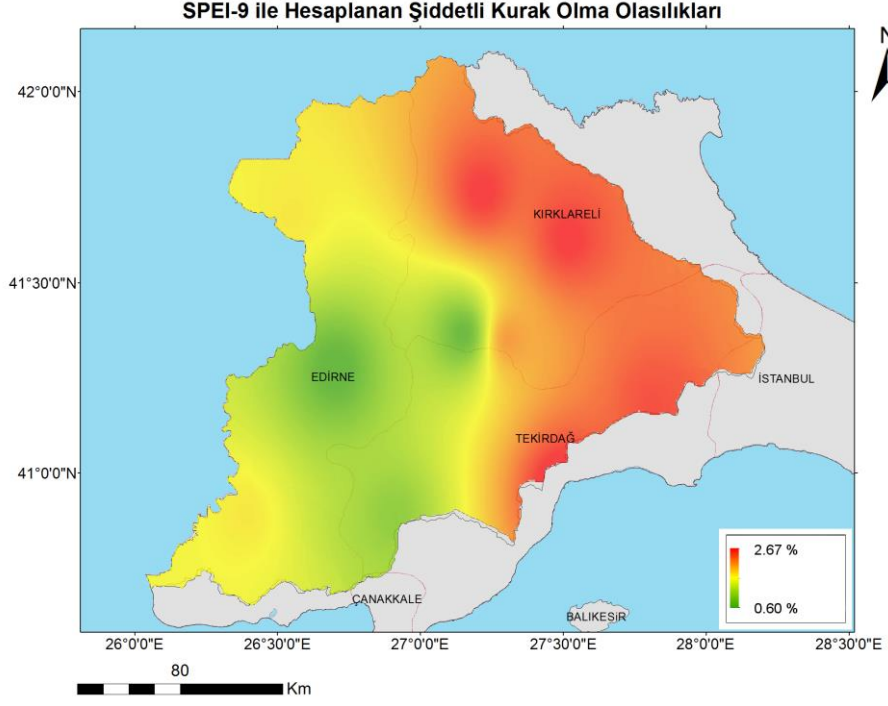 SPEI-9 ile Hesaplanan Şiddetli Kurak Olma Olasılıkları
N
42°0'0"N
KIRKLARELİ
41°30'0"N
EDİRNE
İSTANBUL
TEKİRDAĞ
41°0'0"N
2.67 %
0.60 %
ÇANAKKALE
BALIKESİR
26°0'0"E 26°30'0"E 27°0'0"E 27°30'0"E 28°0'0"E 28°30'0"E
80
Km